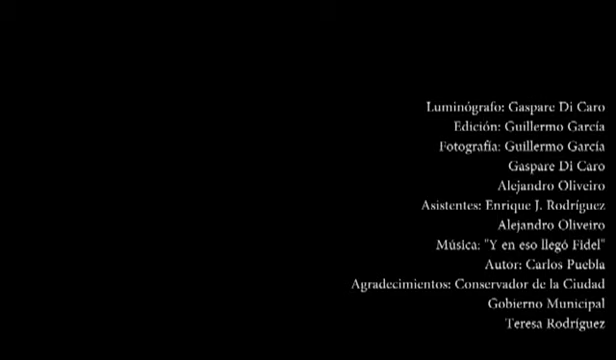 Luminógrafo: Gaspare Di Caro
Edición: Guillermo García
Fotografía: Guillermo García
Gaspare Di Caro
Alejandro Oliveiro
Asistentes: Enrique J. Rodríguez
Alejandro Oliveiro
Música: "Y en eso llegó Fidel"
Autor: Carlos Puebla
Agradecimientos: Conservador de la Ciudad
Gobierno Municipal
Teresa Rodríguez